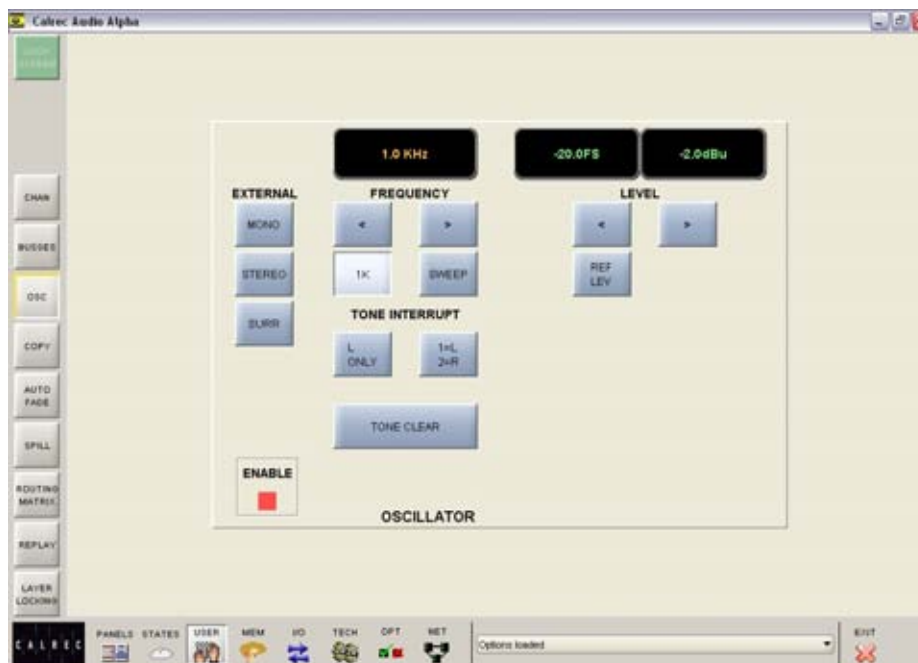 Calrec Audio Alpha
1.0 KHz
-20.0FS
-2.0dBu
EXTERNAL
FREQUENCY
LEVEL
MONO
<
>
<
>
STEREO
1K
SWEEP
REF
LEV
SURR
TONE INTERRUPT
L
ONLY
1=L
2=R
TONE CLEAR
ENABLE
OSCILLATOR
CHAN
BUSSES
OSC
COPY
AUTO
FADE
SPILL
ROUTING
MATRIX
REPLAY
LAYER
LOCKING
CALREC
PANELS
STATES
USER
MEM
I/O
TECH
OPT
NET
Options loaded
EXIT